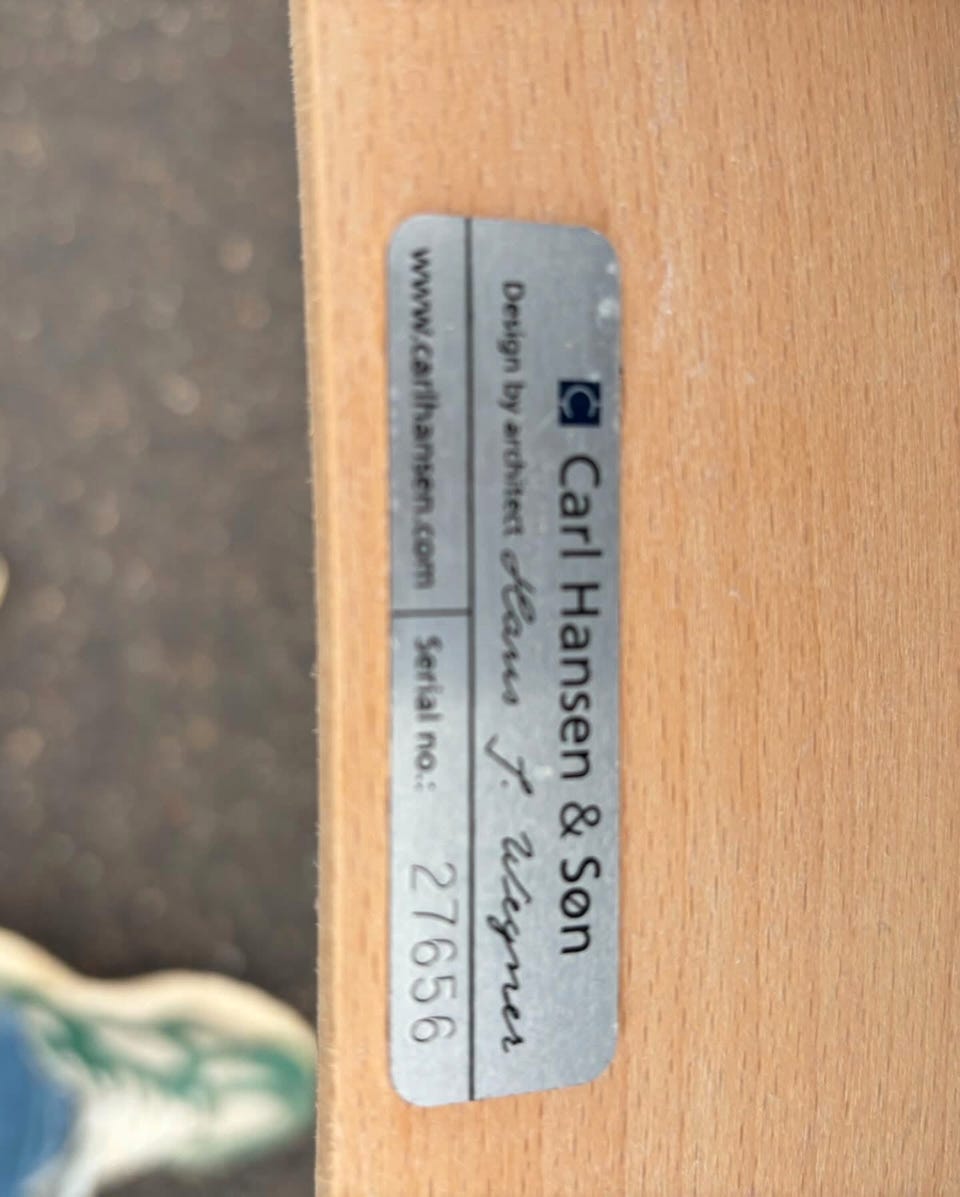 Carl Hansen & Søn
Design by architect Hans J. Wegner
www.carlhansen.com
Serial no.: 27656